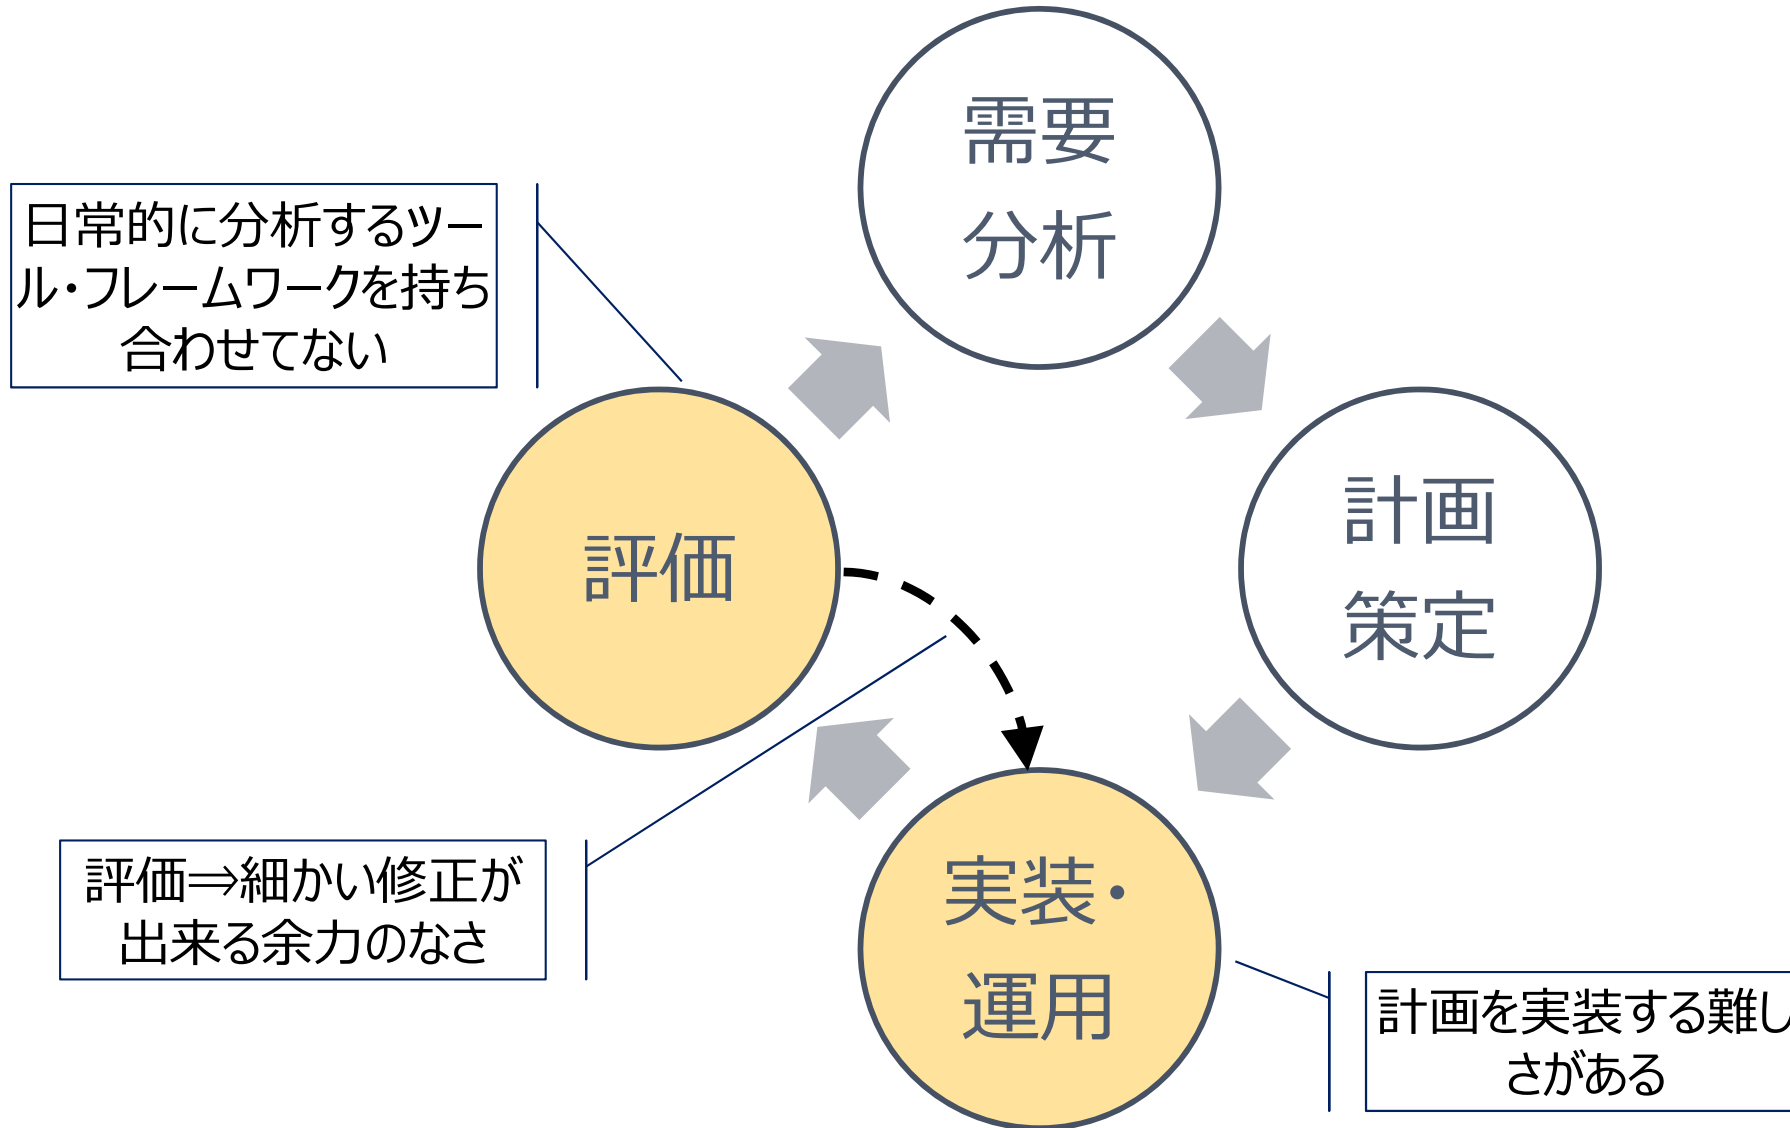 需要
分析
日常的に分析するツー
ル・フレームワークを持ち
合わせてない
評価
計画
策定
評価⇒細かい修正が
出来る余力のなさ
実装・
運用
計画を実装する難し
さがある